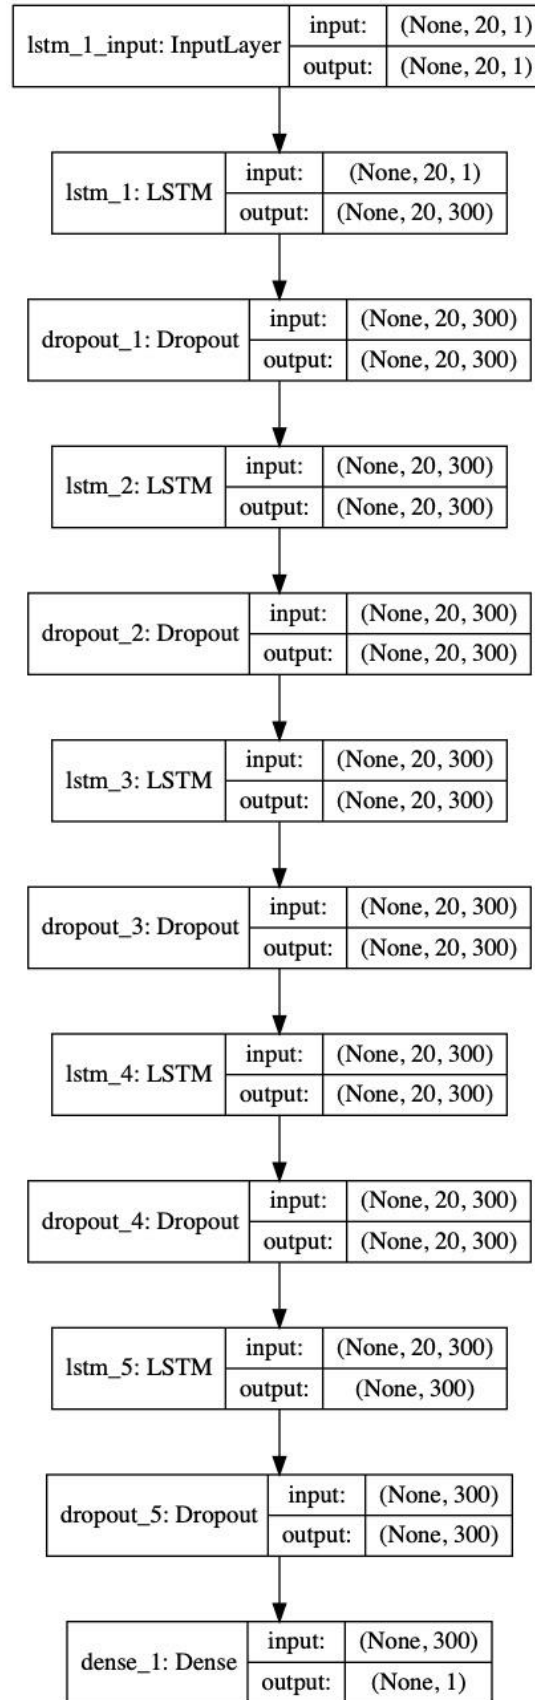 lstm_1_input: InputLayer
input: (None, 20, 1)
output: (None, 20, 1)
lstm_1: LSTM
input: (None, 20, 1)
output: (None, 20, 300)
dropout_1: Dropout
input: (None, 20, 300)
output: (None, 20, 300)
lstm_2: LSTM
input: (None, 20, 300)
output: (None, 20, 300)
dropout_2: Dropout
input: (None, 20, 300)
output: (None, 20, 300)
lstm_3: LSTM
input: (None, 20, 300)
output: (None, 20, 300)
dropout_3: Dropout
input: (None, 20, 300)
output: (None, 20, 300)
lstm_4: LSTM
input: (None, 20, 300)
output: (None, 20, 300)
dropout_4: Dropout
input: (None, 20, 300)
output: (None, 20, 300)
lstm_5: LSTM
input: (None, 20, 300)
output: (None, 300)
dropout_5: Dropout
input: (None, 300)
output: (None, 300)
dense_1: Dense
input: (None, 300)
output: (None, 1)